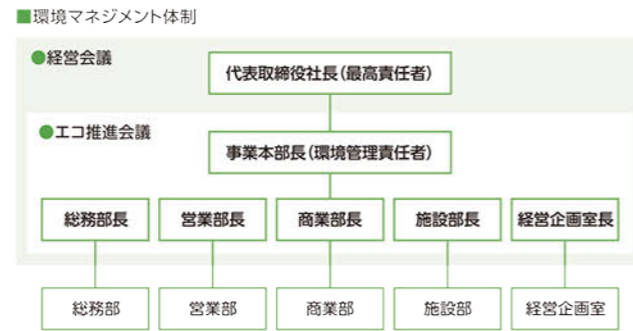 ■環境マネジメント体制
●経営会議
代表取締役社長(最高責任者)
●エコ推進会議
事業本部長(環境管理責任者)
総務部長
営業部長
商業部長
施設部長
経営企画室長
総務部
営業部
商業部
施設部
経営企画室